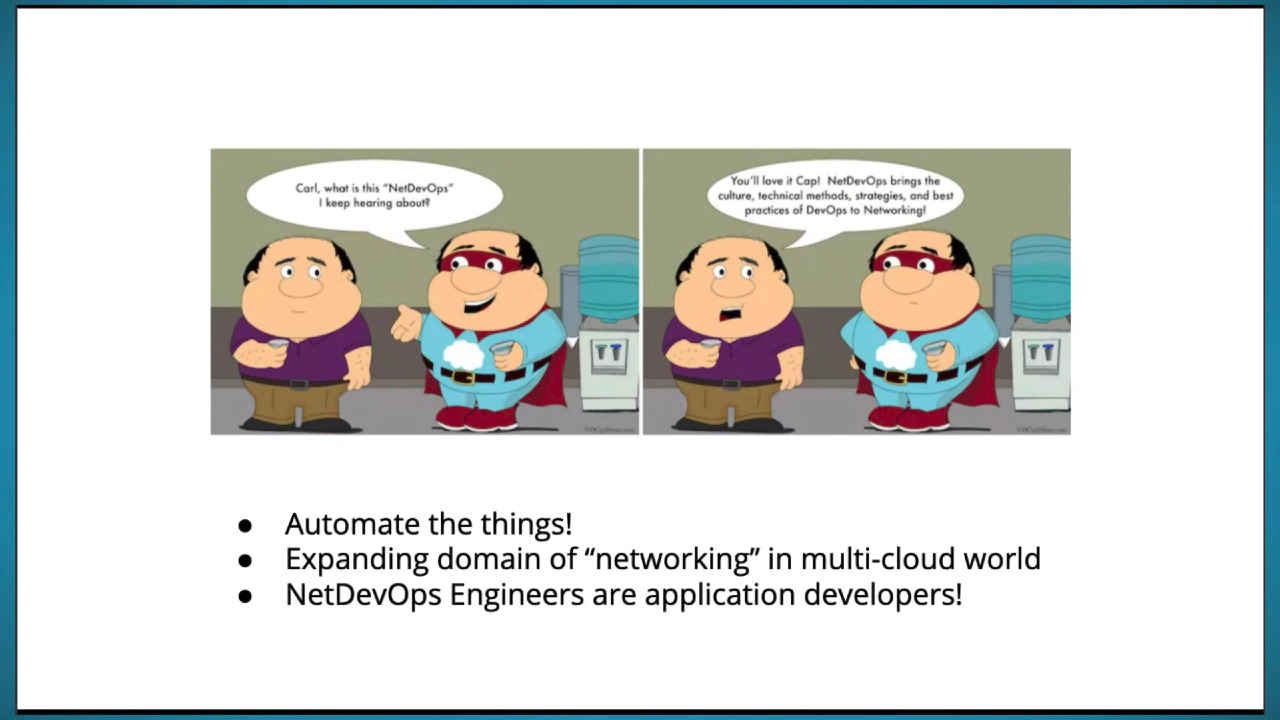 Carl, what is this "NetDevOps"
I keep hearing about?
You'll love it Cap! NetDevOps brings the
culture, technical methods, strategies, and best
practices of DevOps to Networking!
● Automate the things!
● Expanding domain of “networking” in multi-cloud world
● NetDevOps Engineers are application developers!